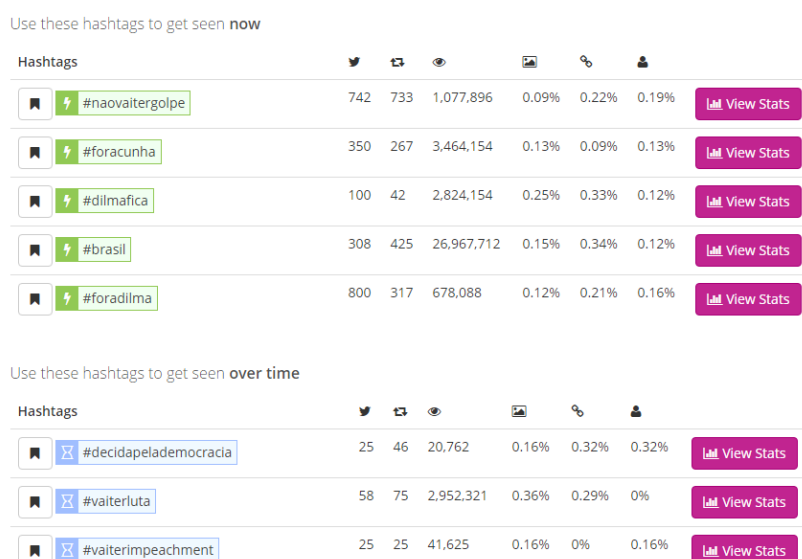 Use these hashtags to get seen now
Hashtags
#naovaitergolpe 742 733 1,077,896 0.09% 0.22% 0.19% View Stats
#foracunha 350 267 3,464,154 0.13% 0.09% 0.13% View Stats
#dilmafica 100 42 2,824,154 0.25% 0.33% 0.12% View Stats
#brasil 308 425 26,967,712 0.15% 0.34% 0.12% View Stats
#foradilma 800 317 678,088 0.12% 0.21% 0.16% View Stats
Use these hashtags to get seen over time
Hashtags
#decidapelademocracia 25 46 20,762 0.16% 0.32% 0.32% View Stats
#vaiterluta 58 75 2,952,321 0.36% 0.29% 0% View Stats
#vaiterimpeachment 25 25 41,625 0.16% 0% 0.16% View Stats